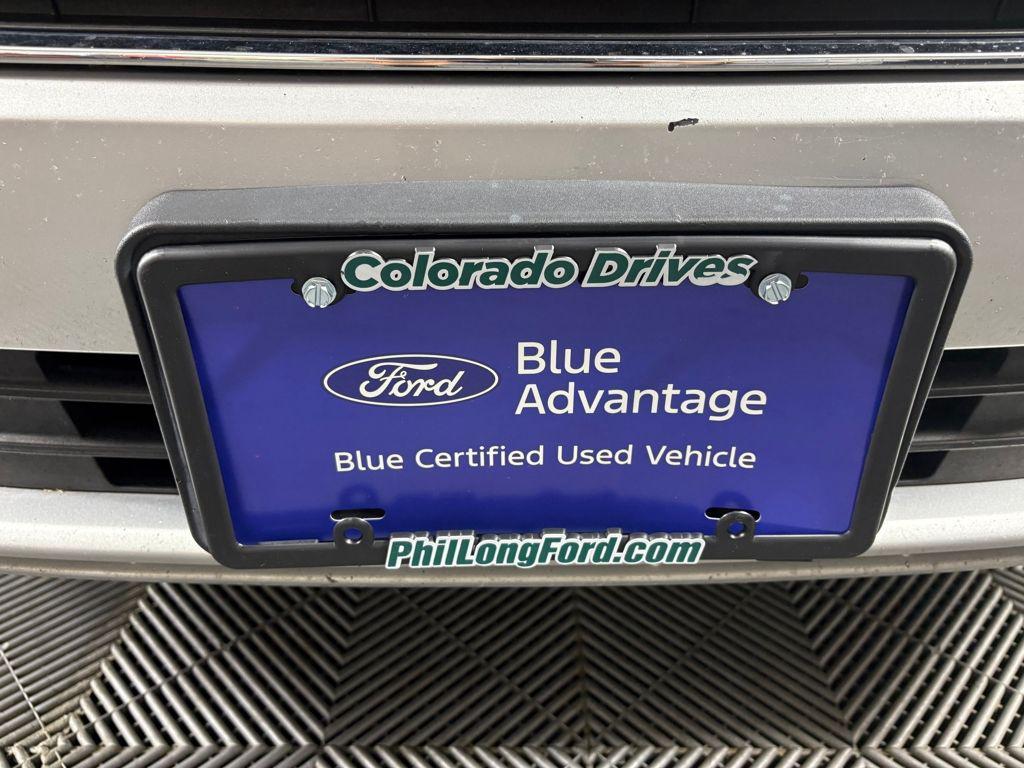 Colorado Drives
Ford
Blue
Advantage
Blue Certified Used Vehicle
PhilLongFord.com